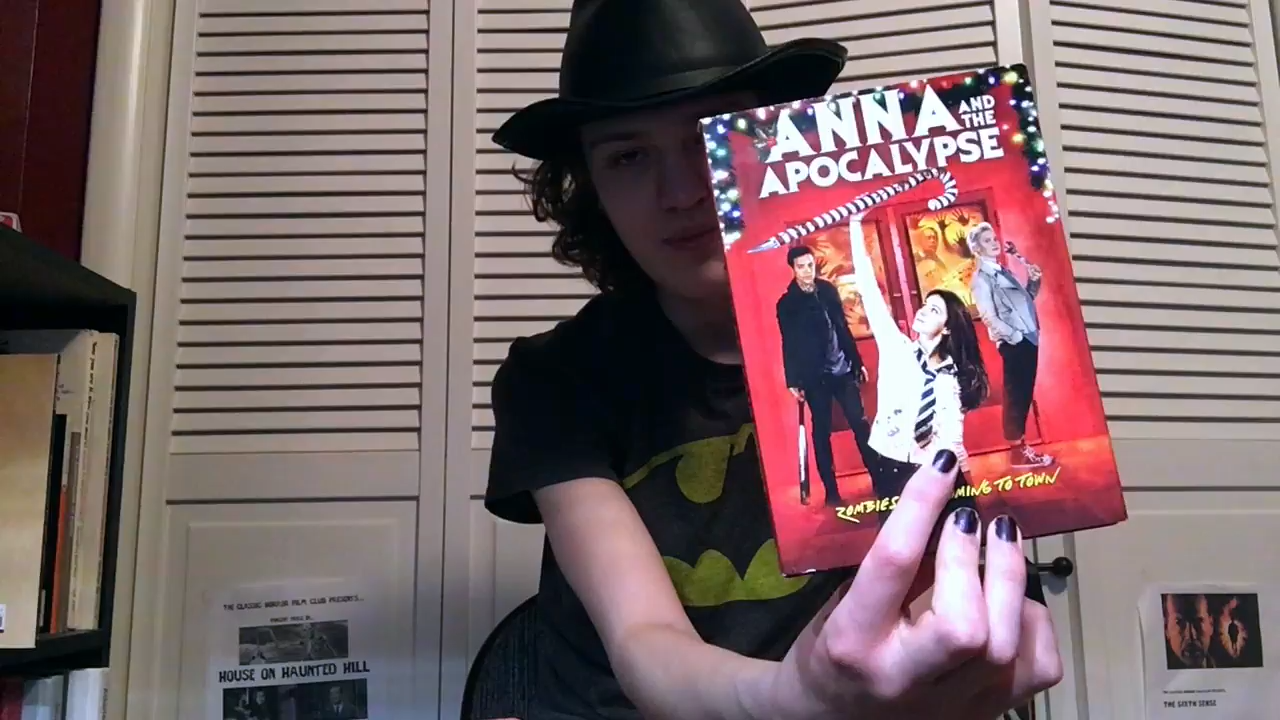 ANNA AND THE
APOCALYPSE
ZOMBIES MING TO TOWN
THE CLASSIC HORROR FILM CLUB PRESENTS...
HOUSE ON HAUNTED HILL
THE SIXTH SENSE